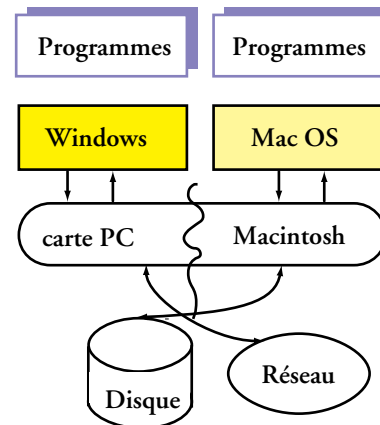 Programmes Programmes
Windows Mac OS
carte PC Macintosh
Disque Réseau